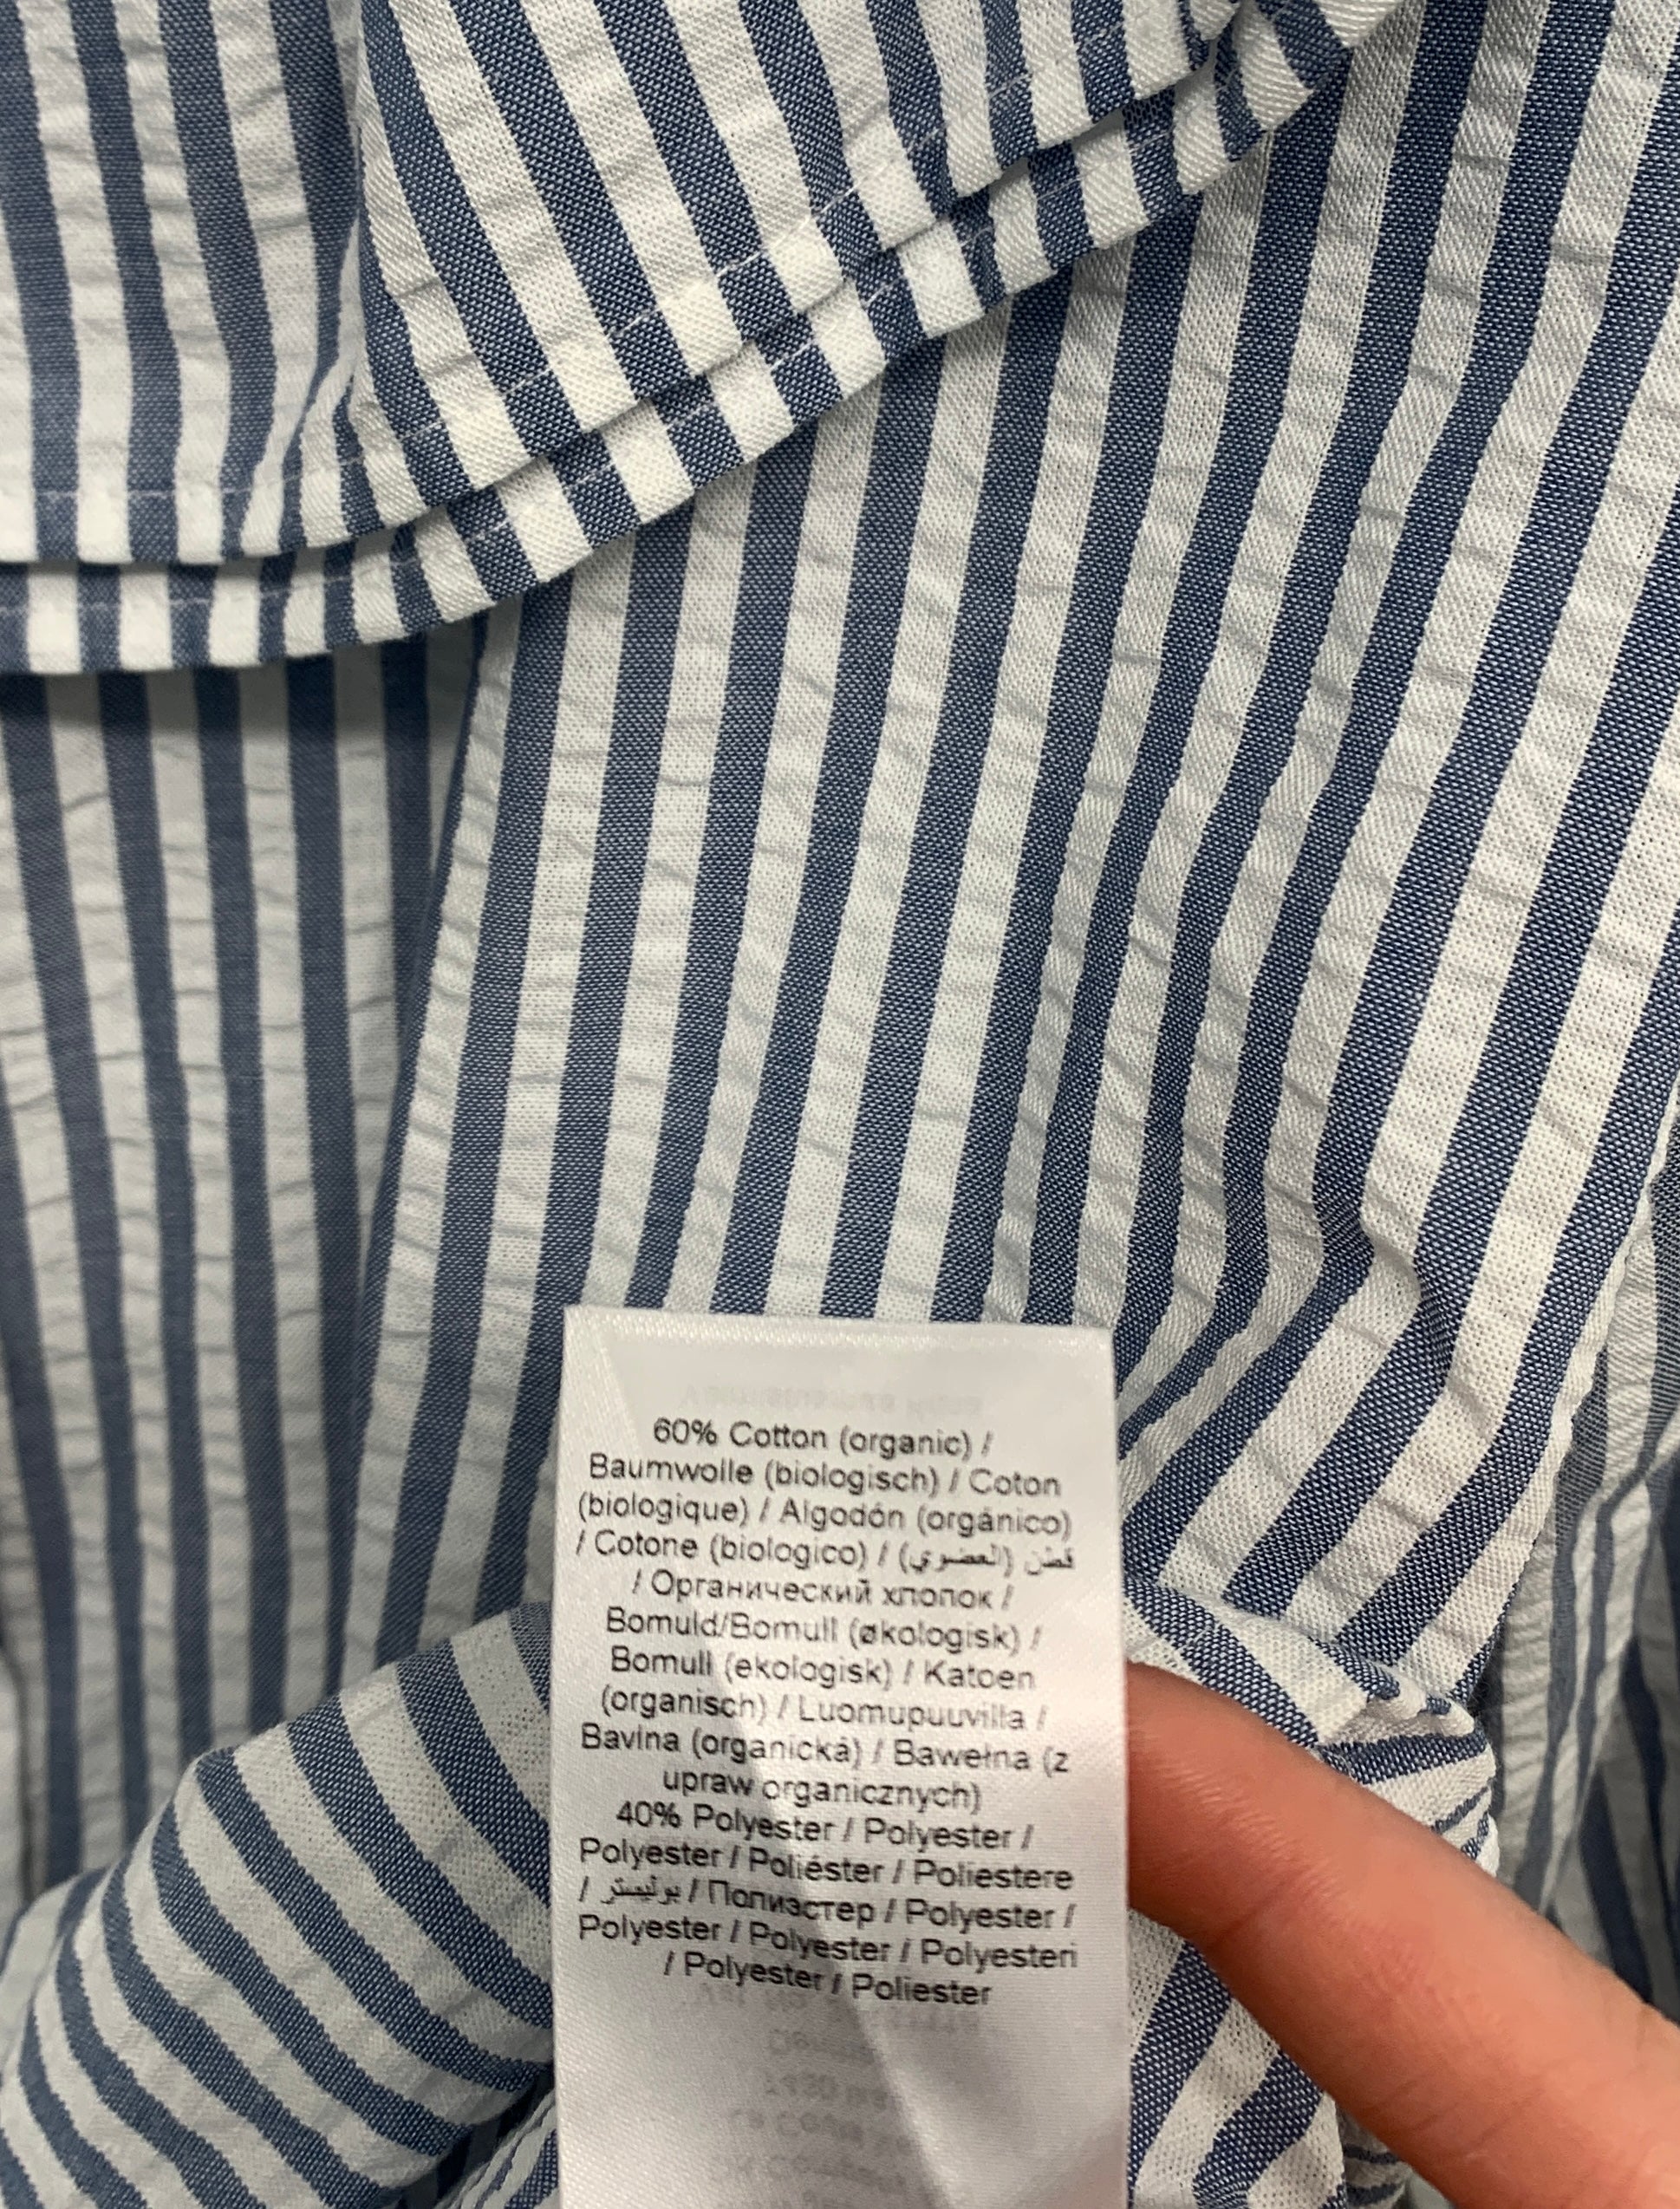 60% Cotton (organic) /
Baumwolle (biologisch) / Coton
(biologique) / Algodón (orgánico)
/ Cotone (biologico) / قطن (العضوي)
/ Органический хлопок /
Bomuld/Bomull (økologisk) /
Bomull (ekologisk) / Katoen
(organisch) / Luomupuuvilla /
Bavlna (organická) / Bawełna (z
upraw organicznych)
40% Polyester / Polyester /
Polyester / Poliéster / Poliestere
/ بوليستر / Полиэстер / Polyester /
Polyester / Polyester / Polyesteri
/ Polyester / Poliester